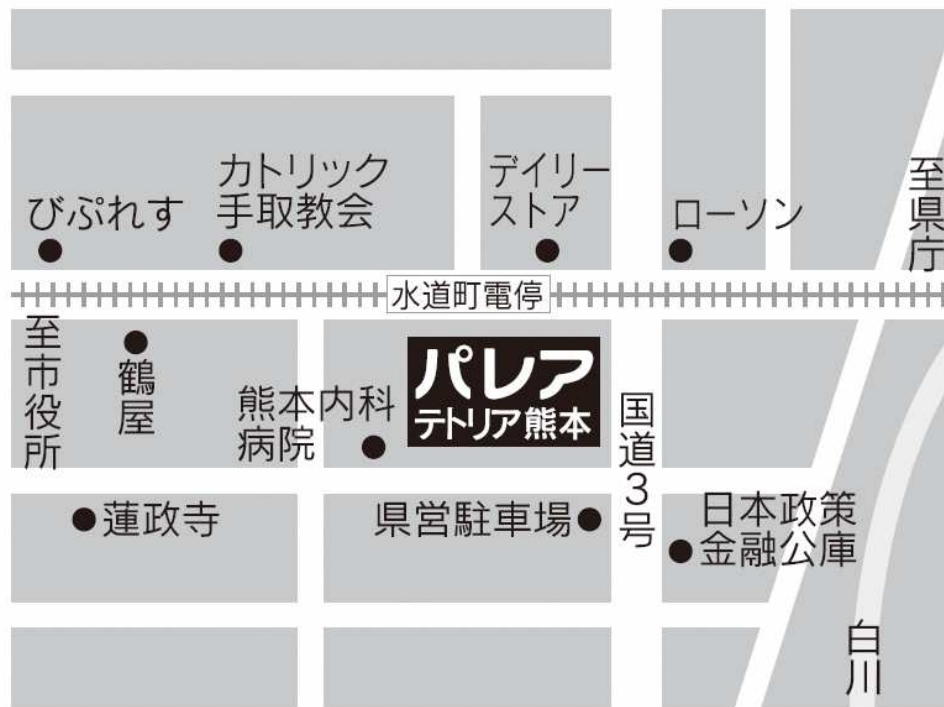 びぷれす
カトリック
手取教会
デイリー
ストア
ローソン
至県庁
水道町電停
至市役所
鶴屋
熊本内科
病院
パレア
テトリア熊本
国道3号
蓮政寺
県営駐車場
日本政策
金融公庫
白川